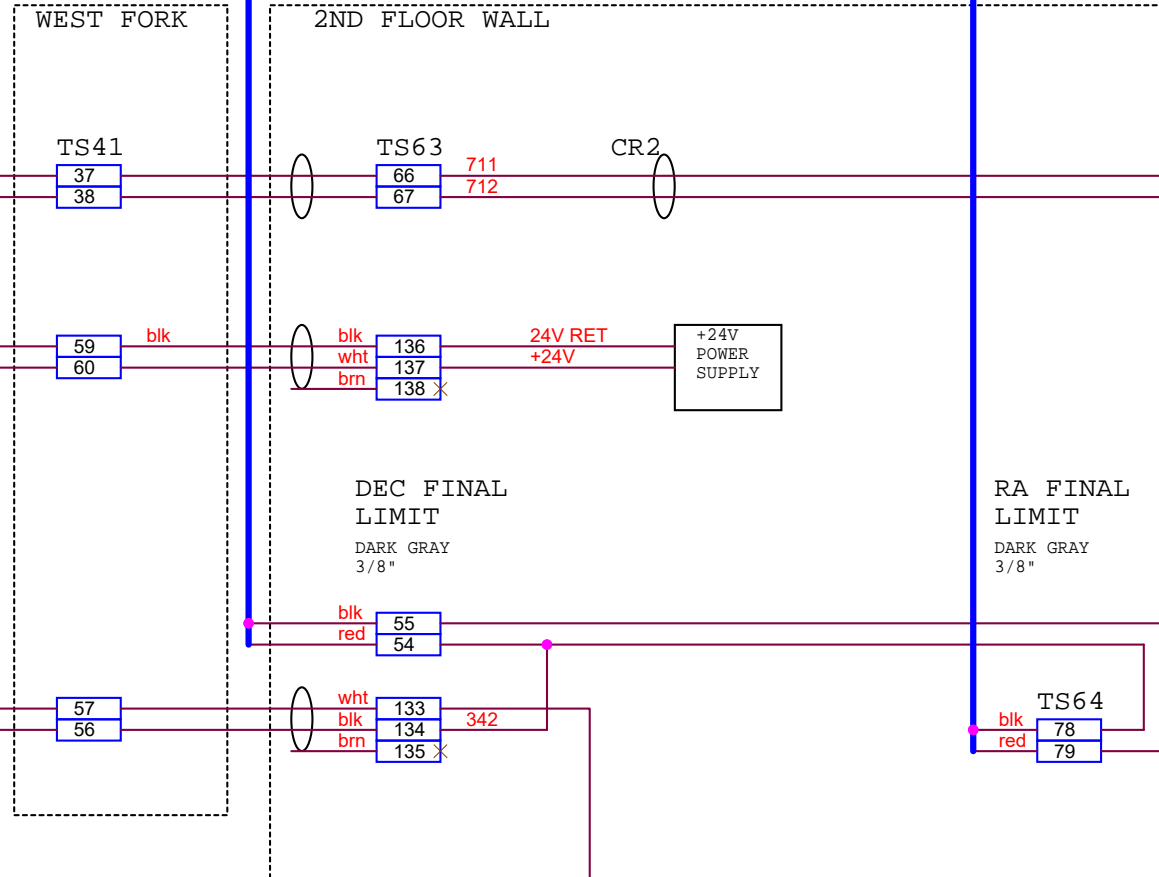 WEST FORK
2ND FLOOR WALL
TS41
TS63
CR2
37
66
711
38
67
712
59
blk
blk
136
24V RET
60
wht
137
+24V
brn
138
+24V
POWER
SUPPLY
DEC FINAL
LIMIT
DARK GRAY
3/8"
RA FINAL
LIMIT
DARK GRAY
3/8"
blk
55
red
54
57
wht
133
56
blk
134
342
brn
135
TS64
blk
78
red
79